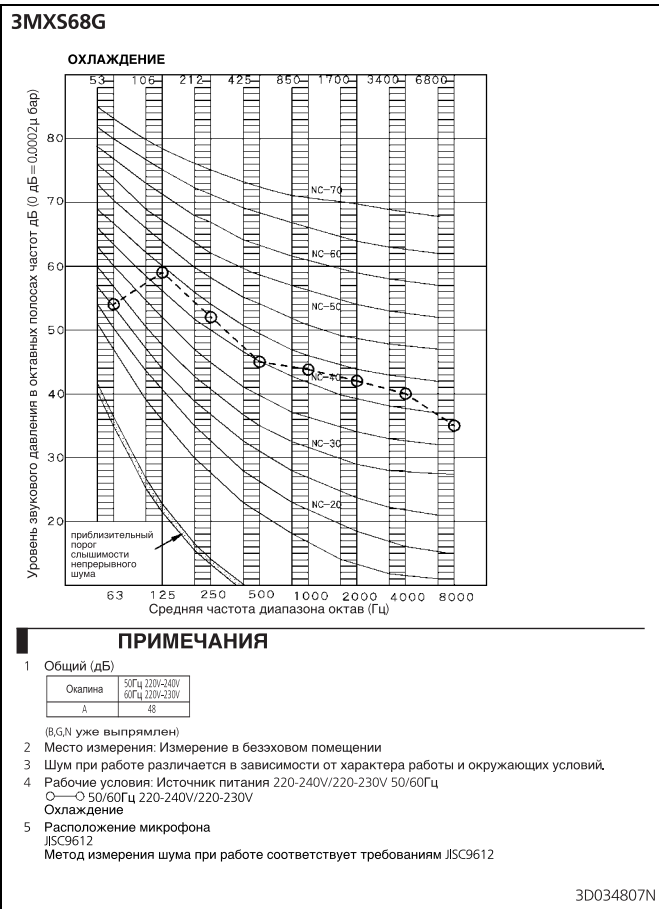 3MXS68G
ОХЛАЖДЕНИЕ
53 106 212 425 850 1700 3400 6800
Уровень звукового давления в октавных полосах частот дБ (0 дБ=0.0002μ бар)
80
70
60
50
40
30
20
NC-70
NC-60
NC-50
NC-40
NC-30
NC-20
приблизительный
порог
слышимости
непрерывного
шума
63 125 250 500 1000 2000 4000 8000
Средняя частота диапазона октав (Гц)
ПРИМЕЧАНИЯ
1 Общий (дБ)
Окалина 50Гц 220V-240V
60Гц 220V-230V
A 48
(B,G,N уже выпрямлен)
2 Место измерения: Измерение в безэховом помещении
3 Шум при работе различается в зависимости от характера работы и окружающих условий.
4 Рабочие условия: Источник питания 220-240V/220-230V 50/60Гц
50/60Гц 220-240V/220-230V
Охлаждение
5 Расположение микрофона
JISC9612
Метод измерения шума при работе соответствует требованиям JISC9612
3D034807N